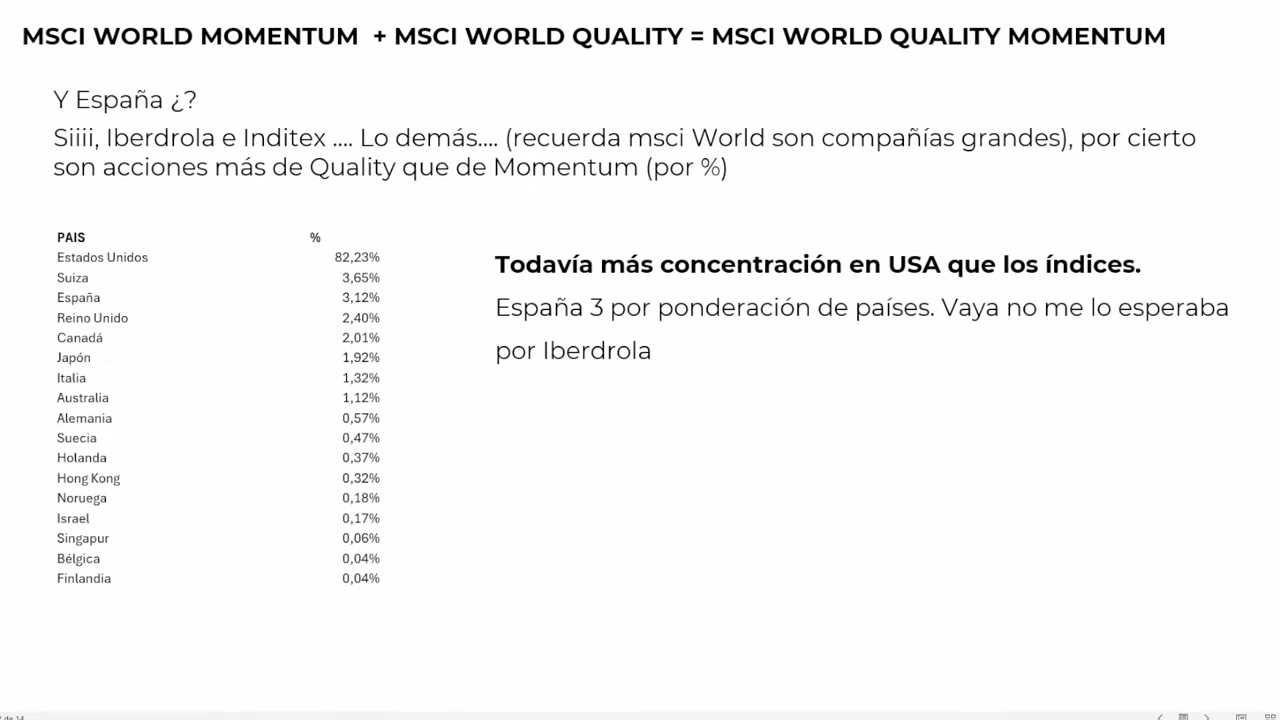 MSCI WORLD MOMENTUM + MSCI WORLD QUALITY = MSCI WORLD QUALITY MOMENTUM
Y España ¿?
Siiii, Iberdrola e Inditex .... Lo demás.... (recuerda msci World son compañías grandes), por cierto
son acciones más de Quality que de Momentum (por %)
PAIS %
Estados Unidos 82,23%
Suiza 3,65%
España 3,12%
Reino Unido 2,40%
Canadá 2,01%
Japón 1,92%
Italia 1,32%
Australia 1,12%
Alemania 0,57%
Suecia 0,47%
Holanda 0,37%
Hong Kong 0,32%
Noruega 0,18%
Israel 0,17%
Singapur 0,06%
Bélgica 0,04%
Finlandia 0,04%
Todavía más concentración en USA que los índices.
España 3 por ponderación de países. Vaya no me lo esperaba
por Iberdrola
de 14